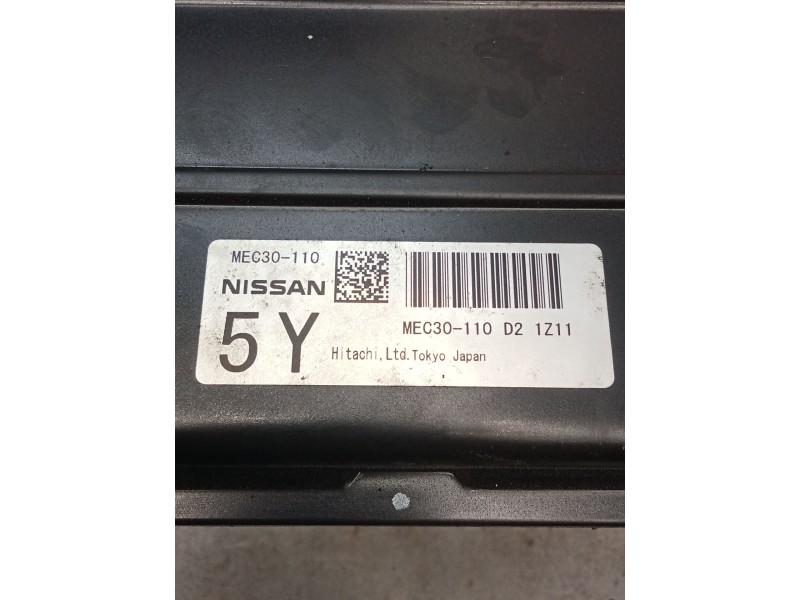 MEC30-110
NISSAN
5Y
MEC30-110 D2 1Z11
Hitachi,Ltd.Tokyo Japan